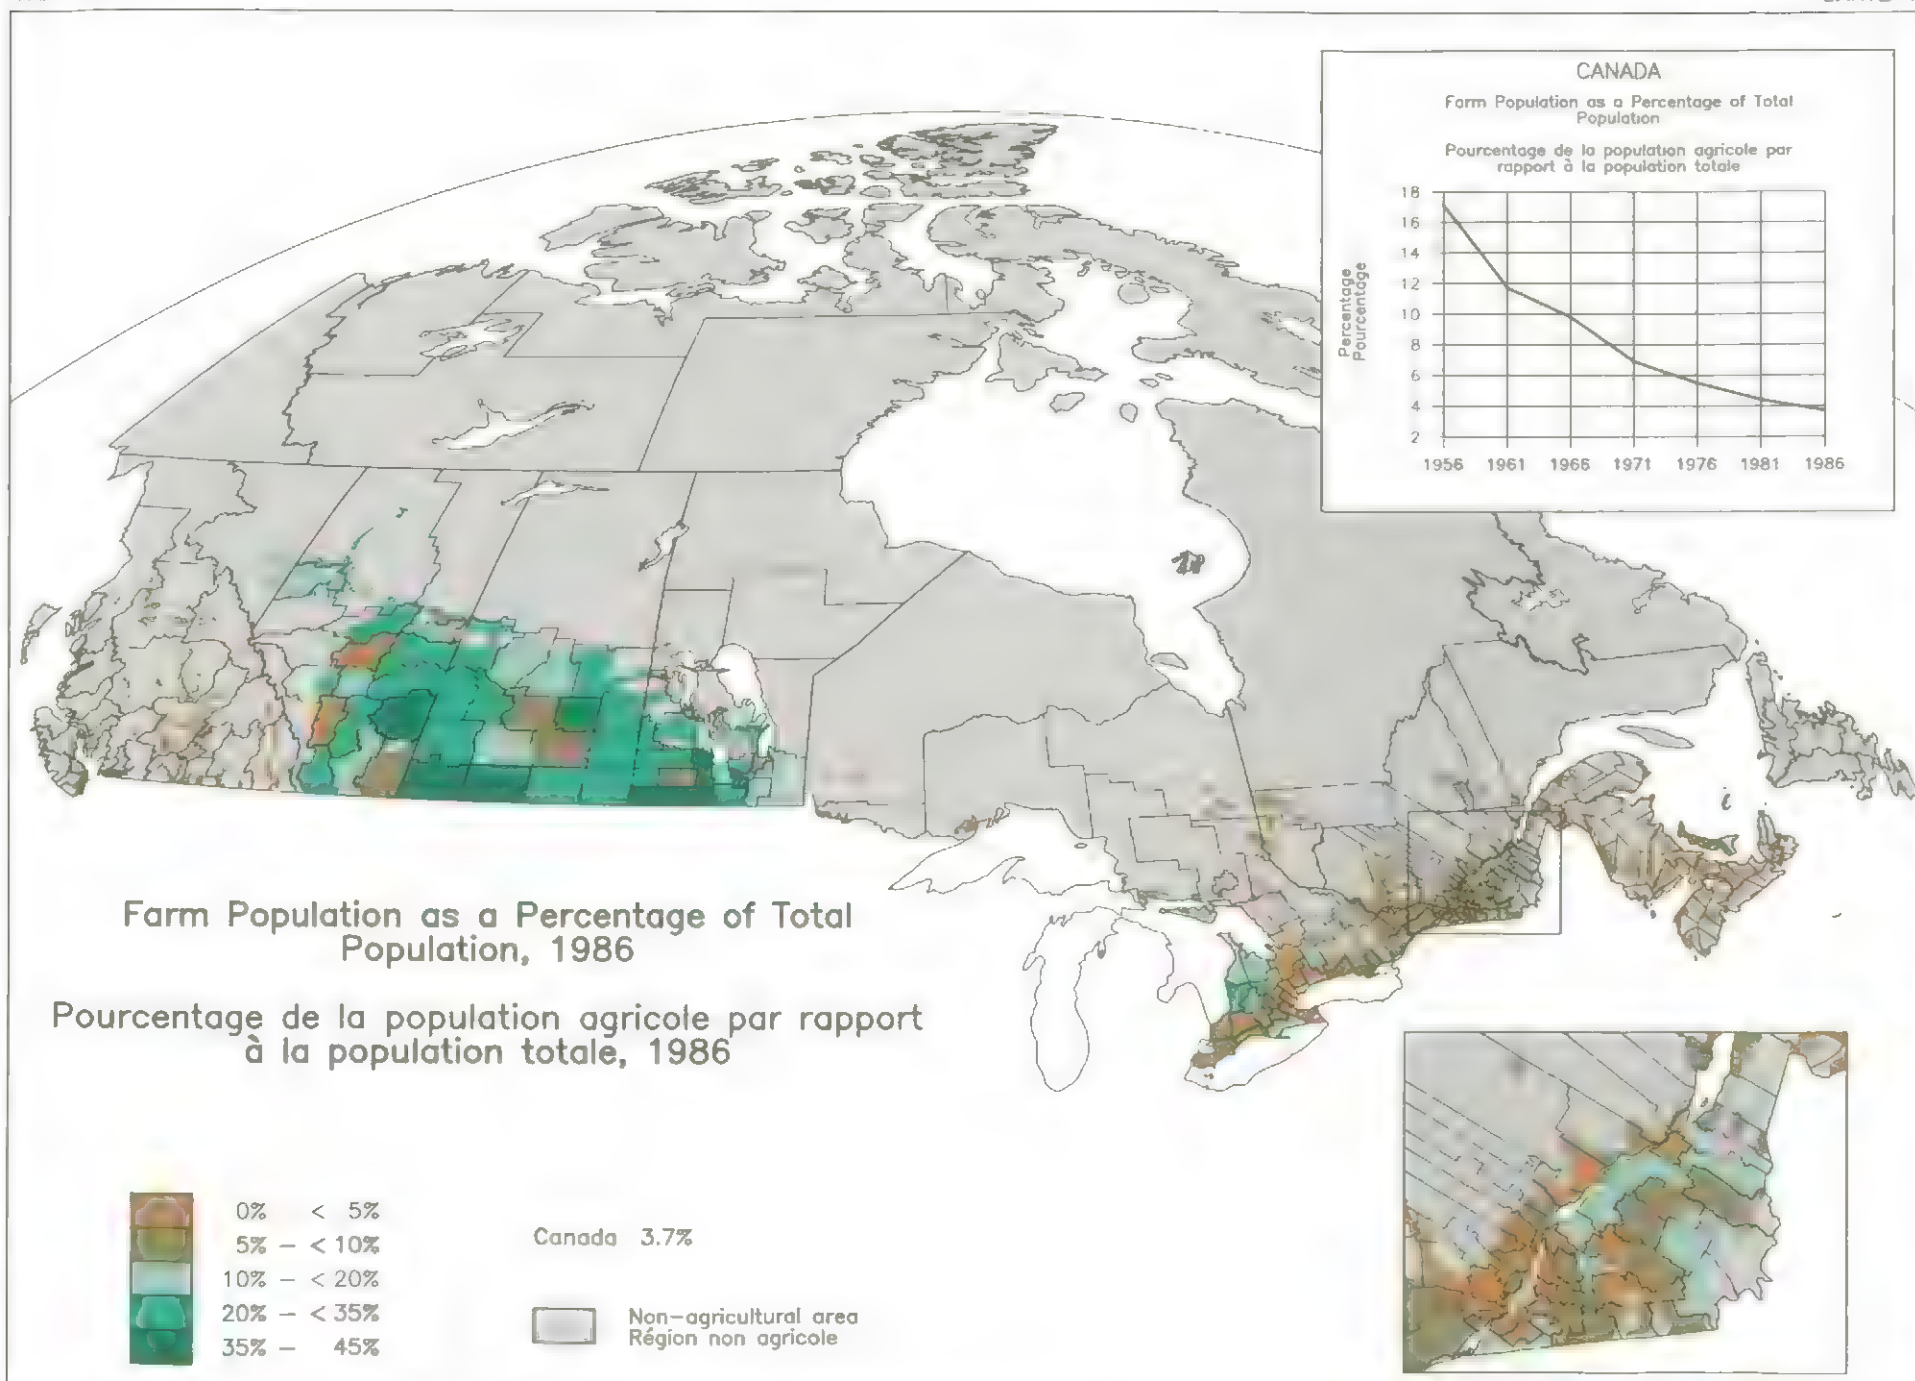 CANADA
Farm Population as a Percentage of Total
Population
Pourcentage de la population agricole par
rapport à la population totale
18
16
14
12
10
8
6
4
2
Percentage
Pourcentage
1956 1961 1966 1971 1976 1981 1986
Farm Population as a Percentage of Total
Population, 1986
Pourcentage de la population agricole par rapport
à la population totale, 1986
0% < 5%
5% – < 10%
10% – < 20%
20% – < 35%
35% – 45%
Canada 3.7%
Non-agricultural area
Région non agricole